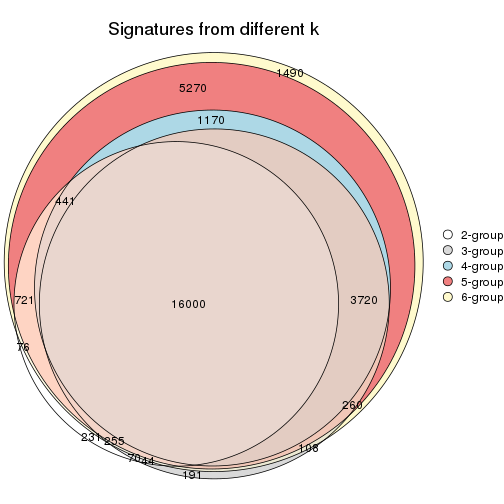 Signatures from different k
1490
5270
1170
441
2-group
3-group
4-group
5-group
6-group
721
16000
3720
76
260
231
255
108
70
44
191